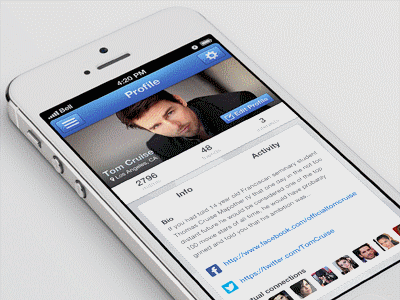 Bell
4:20 PM
Profile
Edit Profile
Tom Cruise
Los Angeles, CA
2796
48
3
Info
Activity
Bio
If you had told 14 year old Franciscan seminary student
Thomas Cruise Mapother IV that one day in the not too
distant future he would be considered one of the top
100 movie stars of all time, he would have probably
grinned and told you that his ambition was...
http://www.facebook.com/officialtomcruise
https://twitter.com/TomCruise
tual connections